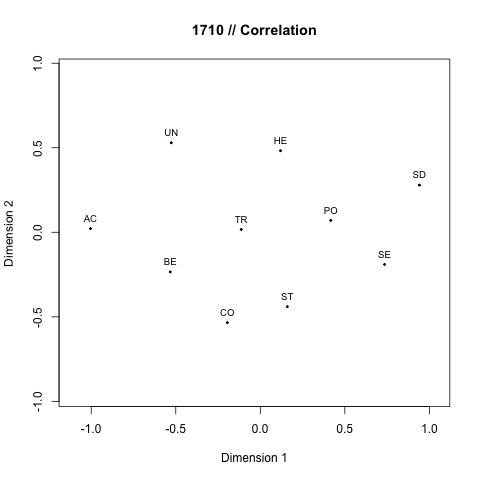 1710 // Correlation
1.0
0.5
0.0
-0.5
-1.0
Dimension 2
UN
HE
SD
AC
TR
PO
BE
SE
CO
ST
-1.0 -0.5 0.0 0.5 1.0
Dimension 1